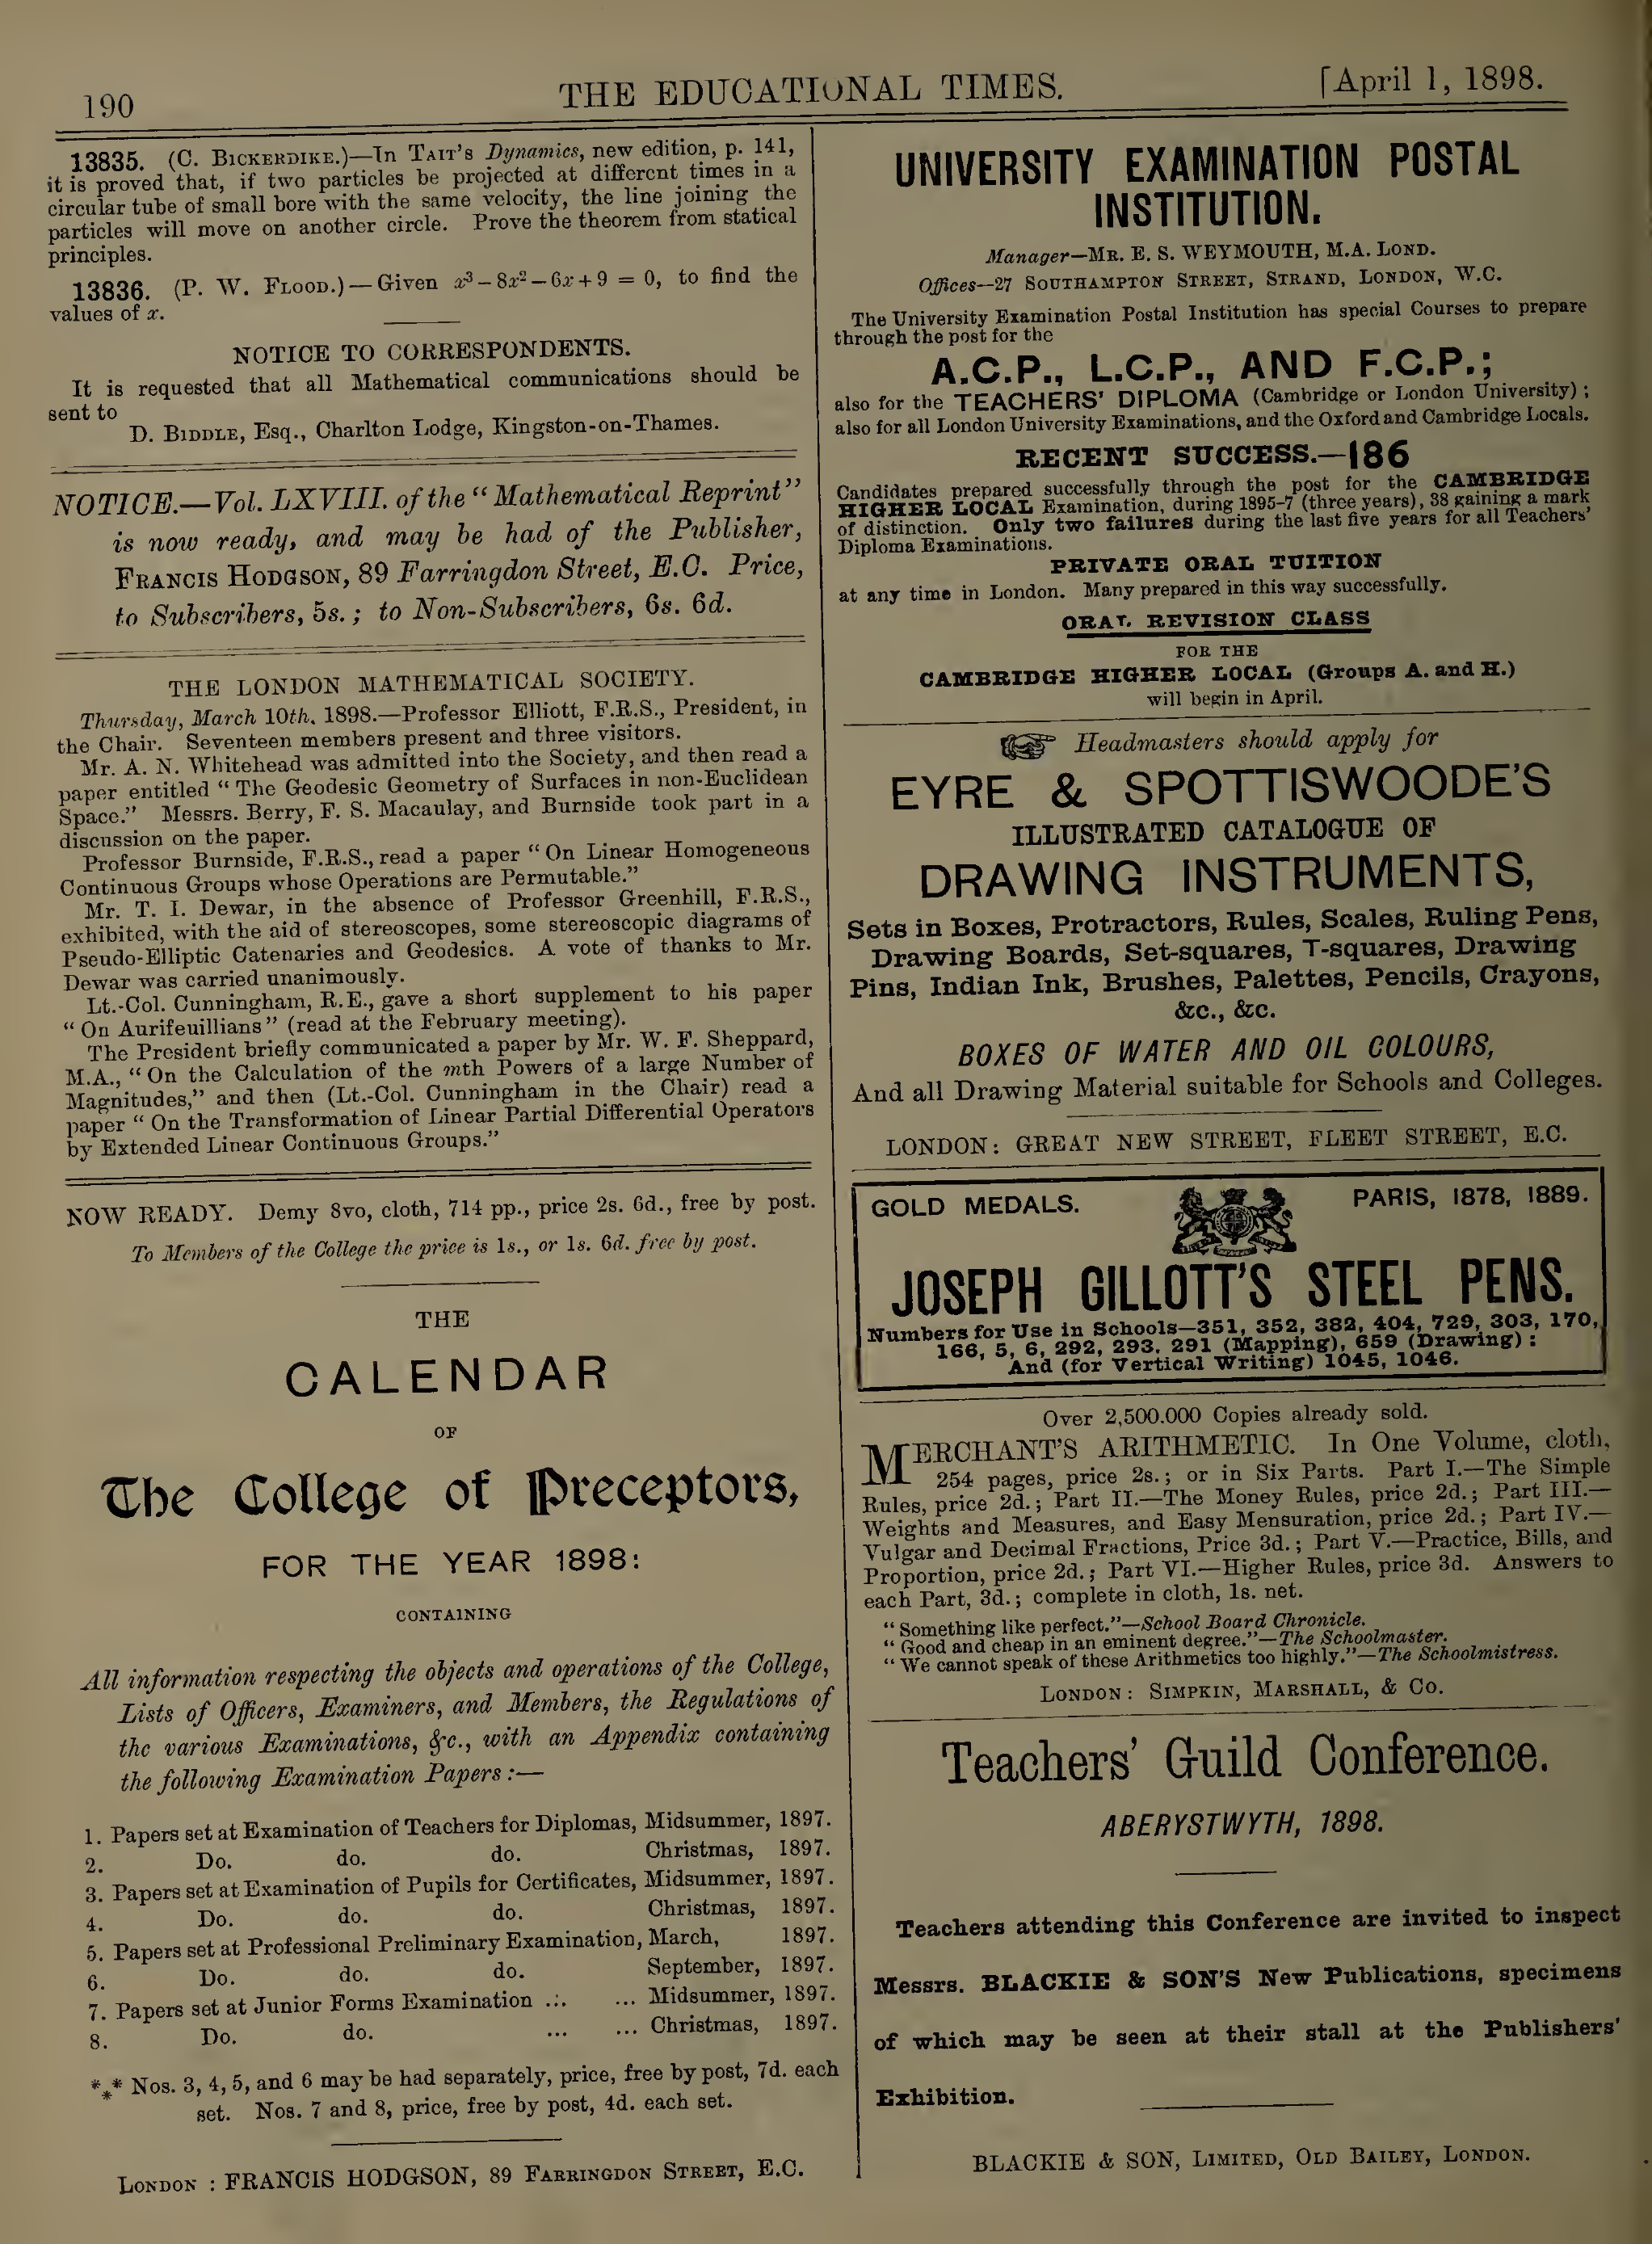 190
THE EDUCATIONAL TIMES.
[April 1, 1898.
13835. (C. BICKERDIKE.)—In TAIT'S Dynamics, new edition, p. 141,
it is proved that, if two particles be projected at different times in a
circular tube of small bore with the same velocity, the line joining the
particles will move on another circle. Prove the theorem from statical
principles.
13836. (P. W. FLOOD.)—Given x³ – 8x² – 6x + 9 = 0, to find the
values of x.
NOTICE TO CORRESPONDENTS.
It is requested that all Mathematical communications should be
sent to
D. BIDDLE, Esq., Charlton Lodge, Kingston-on-Thames.
NOTICE.—Vol. LXVIII. of the "Mathematical Reprint"
is now ready, and may be had of the Publisher,
FRANCIS HODGSON, 89 Farringdon Street, E.C. Price,
to Subscribers, 5s.; to Non-Subscribers, 6s. 6d.
THE LONDON MATHEMATICAL SOCIETY.
Thursday, March 10th, 1898.—Professor Elliott, F.R.S., President, in
the Chair. Seventeen members present and three visitors.
Mr. A. N. Whitehead was admitted into the Society, and then read a
paper entitled "The Geodesic Geometry of Surfaces in non-Euclidean
Space." Messrs. Berry, F. S. Macaulay, and Burnside took part in a
discussion on the paper.
Professor Burnside, F.R.S., read a paper "On Linear Homogeneous
Continuous Groups whose Operations are Permutable."
Mr. T. I. Dewar, in the absence of Professor Greenhill, F.R.S.,
exhibited, with the aid of stereoscopes, some stereoscopic diagrams of
Pseudo-Elliptic Catenaries and Geodesics. A vote of thanks to Mr.
Dewar was carried unanimously.
Lt.-Col. Cunningham, R.E., gave a short supplement to his paper
"On Aurifeuillians" (read at the February meeting).
The President briefly communicated a paper by Mr. W. F. Sheppard,
M.A., "On the Calculation of the mth Powers of a large Number of
Magnitudes," and then (Lt.-Col. Cunningham in the Chair) read a
paper "On the Transformation of Linear Partial Differential Operators
by Extended Linear Continuous Groups."
NOW READY. Demy 8vo, cloth, 714 pp., price 2s. 6d., free by post.
To Members of the College the price is 1s., or 1s. 6d. free by post.
THE
CALENDAR
OF
The College of Preceptors,
FOR THE YEAR 1898:
CONTAINING
All information respecting the objects and operations of the College,
Lists of Officers, Examiners, and Members, the Regulations of
the various Examinations, &c., with an Appendix containing
the following Examination Papers:—
1. Papers set at Examination of Teachers for Diplomas, Midsummer, 1897.
2. Do. do. do. Christmas, 1897.
3. Papers set at Examination of Pupils for Certificates, Midsummer, 1897.
4. Do. do. do. Christmas, 1897.
5. Papers set at Professional Preliminary Examination, March, 1897.
6. Do. do. do. September, 1897.
7. Papers set at Junior Forms Examination ... ... Midsummer, 1897.
8. Do. do. ... ... Christmas, 1897.
*** Nos. 3, 4, 5, and 6 may be had separately, price, free by post, 7d. each
set. Nos. 7 and 8, price, free by post, 4d. each set.
LONDON: FRANCIS HODGSON, 89 FARRINGDON STREET, E.C.
UNIVERSITY EXAMINATION POSTAL
INSTITUTION.
Manager—MR. E. S. WEYMOUTH, M.A. LOND.
Offices—27 SOUTHAMPTON STREET, STRAND, LONDON, W.C.
The University Examination Postal Institution has special Courses to prepare
through the post for the
A.C.P., L.C.P., AND F.C.P.;
also for the TEACHERS' DIPLOMA (Cambridge or London University);
also for all London University Examinations, and the Oxford and Cambridge Locals.
RECENT SUCCESS.—186
Candidates prepared successfully through the post for the CAMBRIDGE
HIGHER LOCAL Examination, during 1895-7 (three years), 38 gaining a mark
of distinction. Only two failures during the last five years for all Teachers'
Diploma Examinations.
PRIVATE ORAL TUITION
at any time in London. Many prepared in this way successfully.
ORAL REVISION CLASS
FOR THE
CAMBRIDGE HIGHER LOCAL (Groups A. and H.)
will begin in April.
Headmasters should apply for
EYRE & SPOTTISWOODE'S
ILLUSTRATED CATALOGUE OF
DRAWING INSTRUMENTS,
Sets in Boxes, Protractors, Rules, Scales, Ruling Pens,
Drawing Boards, Set-squares, T-squares, Drawing
Pins, Indian Ink, Brushes, Palettes, Pencils, Crayons,
&c., &c.
BOXES OF WATER AND OIL COLOURS,
And all Drawing Material suitable for Schools and Colleges.
LONDON: GREAT NEW STREET, FLEET STREET, E.C.
GOLD MEDALS.
PARIS, 1878, 1889.
JOSEPH GILLOTT'S STEEL PENS.
Numbers for Use in Schools—351, 352, 382, 404, 729, 303, 170,
166, 5, 6, 292, 293, 291 (Mapping), 659 (Drawing):
And (for Vertical Writing) 1045, 1046.
Over 2,500.000 Copies already sold.
MERCHANT'S ARITHMETIC. In One Volume, cloth,
254 pages, price 2s.; or in Six Parts. Part I.—The Simple
Rules, price 2d.; Part II.—The Money Rules, price 2d.; Part III.—
Weights and Measures, and Easy Mensuration, price 2d.; Part IV.—
Vulgar and Decimal Fractions, Price 3d.; Part V.—Practice, Bills, and
Proportion, price 2d.; Part VI.—Higher Rules, price 3d. Answers to
each Part, 3d.; complete in cloth, 1s. net.
"Something like perfect."—School Board Chronicle.
"Good and cheap in an eminent degree."—The Schoolmaster.
"We cannot speak of these Arithmetics too highly."—The Schoolmistress.
LONDON: SIMPKIN, MARSHALL, & CO.
Teachers' Guild Conference.
ABERYSTWYTH, 1898.
Teachers attending this Conference are invited to inspect
Messrs. BLACKIE & SON'S New Publications, specimens
of which may be seen at their stall at the Publishers'
Exhibition.
BLACKIE & SON, LIMITED, OLD BAILEY, LONDON.